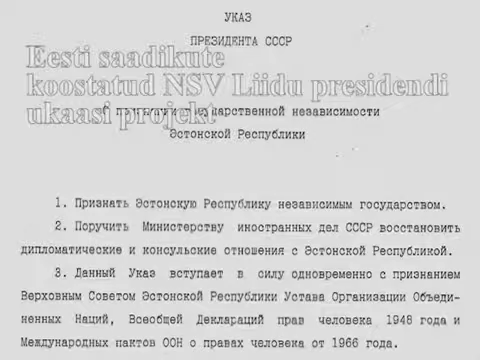 УКАЗ
ПРЕЗИДЕНТА СССР
Eesti saadikute
koostatud NSV Liidu presidendi
ukaasi projekt
государственной независимости
Эстонской Республики
1. Признать Эстонскую Республику независимым государством.
2. Поручить Министерству иностранных дел СССР восстановить
дипломатические и консульские отношения с Эстонской Республикой.
3. Данный Указ вступает в силу одновременно с признанием
Верховным Советом Эстонской Республики Устава Организации Объеди-
ненных Наций, Всеобщей Деклараций прав человека 1948 года и
Международных пактов ООН о правах человека от 1966 года.